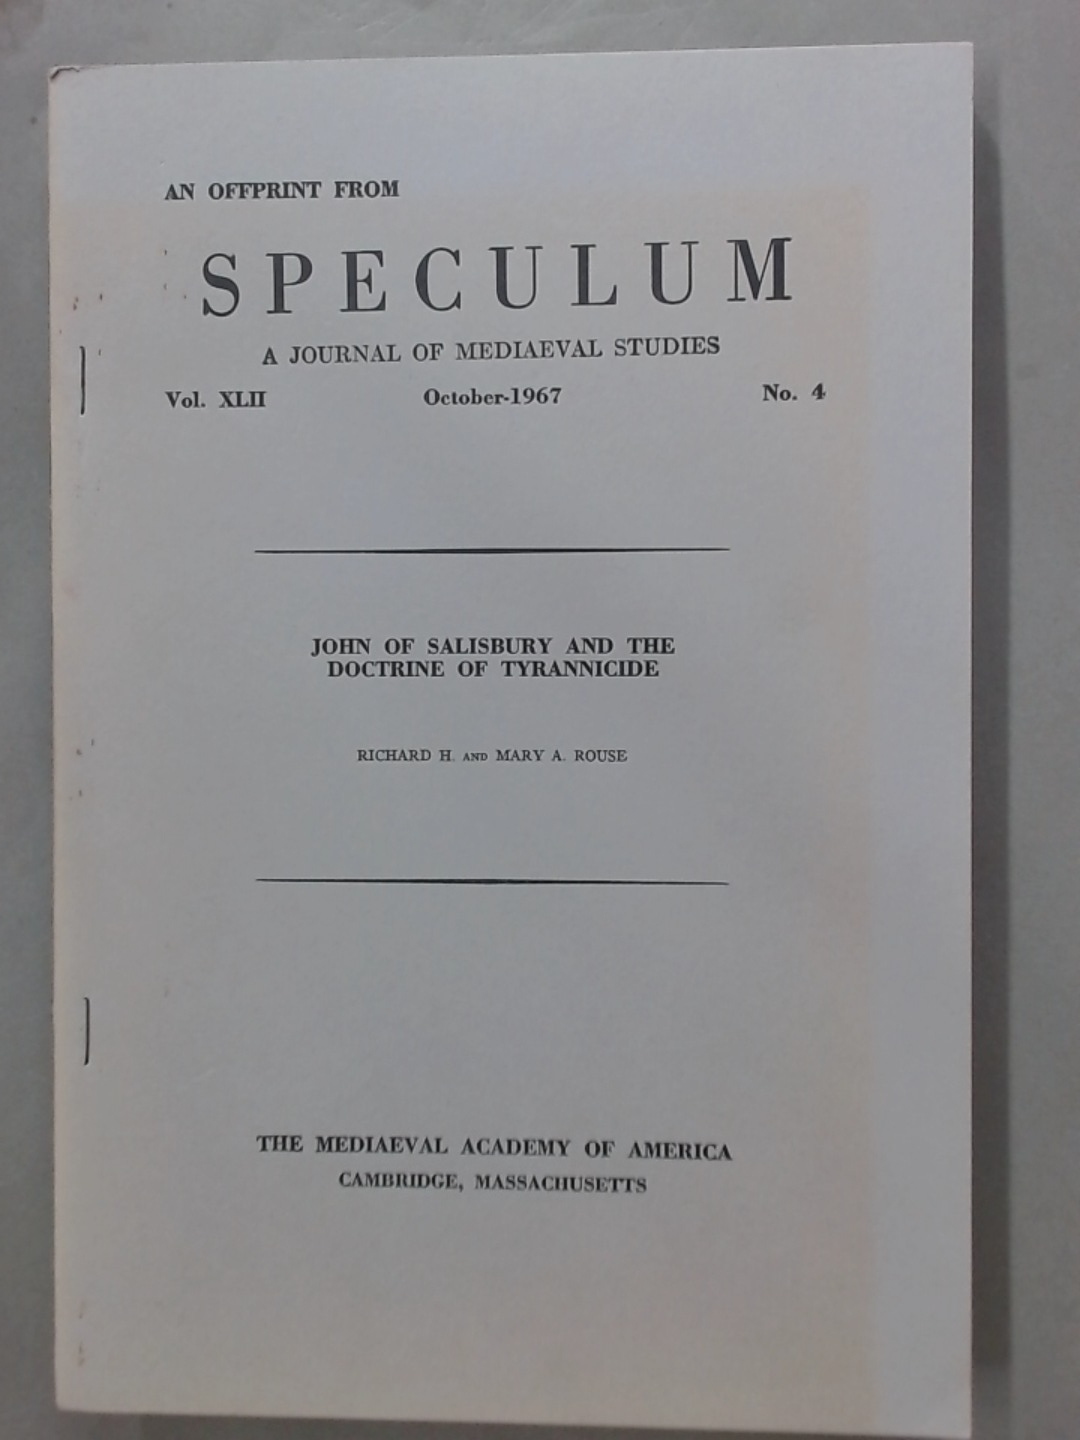 AN OFFPRINT FROM
SPECULUM
A JOURNAL OF MEDIAEVAL STUDIES
Vol. XLII October-1967 No. 4
JOHN OF SALISBURY AND THE
DOCTRINE OF TYRANNICIDE
RICHARD H. AND MARY A. ROUSE
THE MEDIAEVAL ACADEMY OF AMERICA
CAMBRIDGE, MASSACHUSETTS